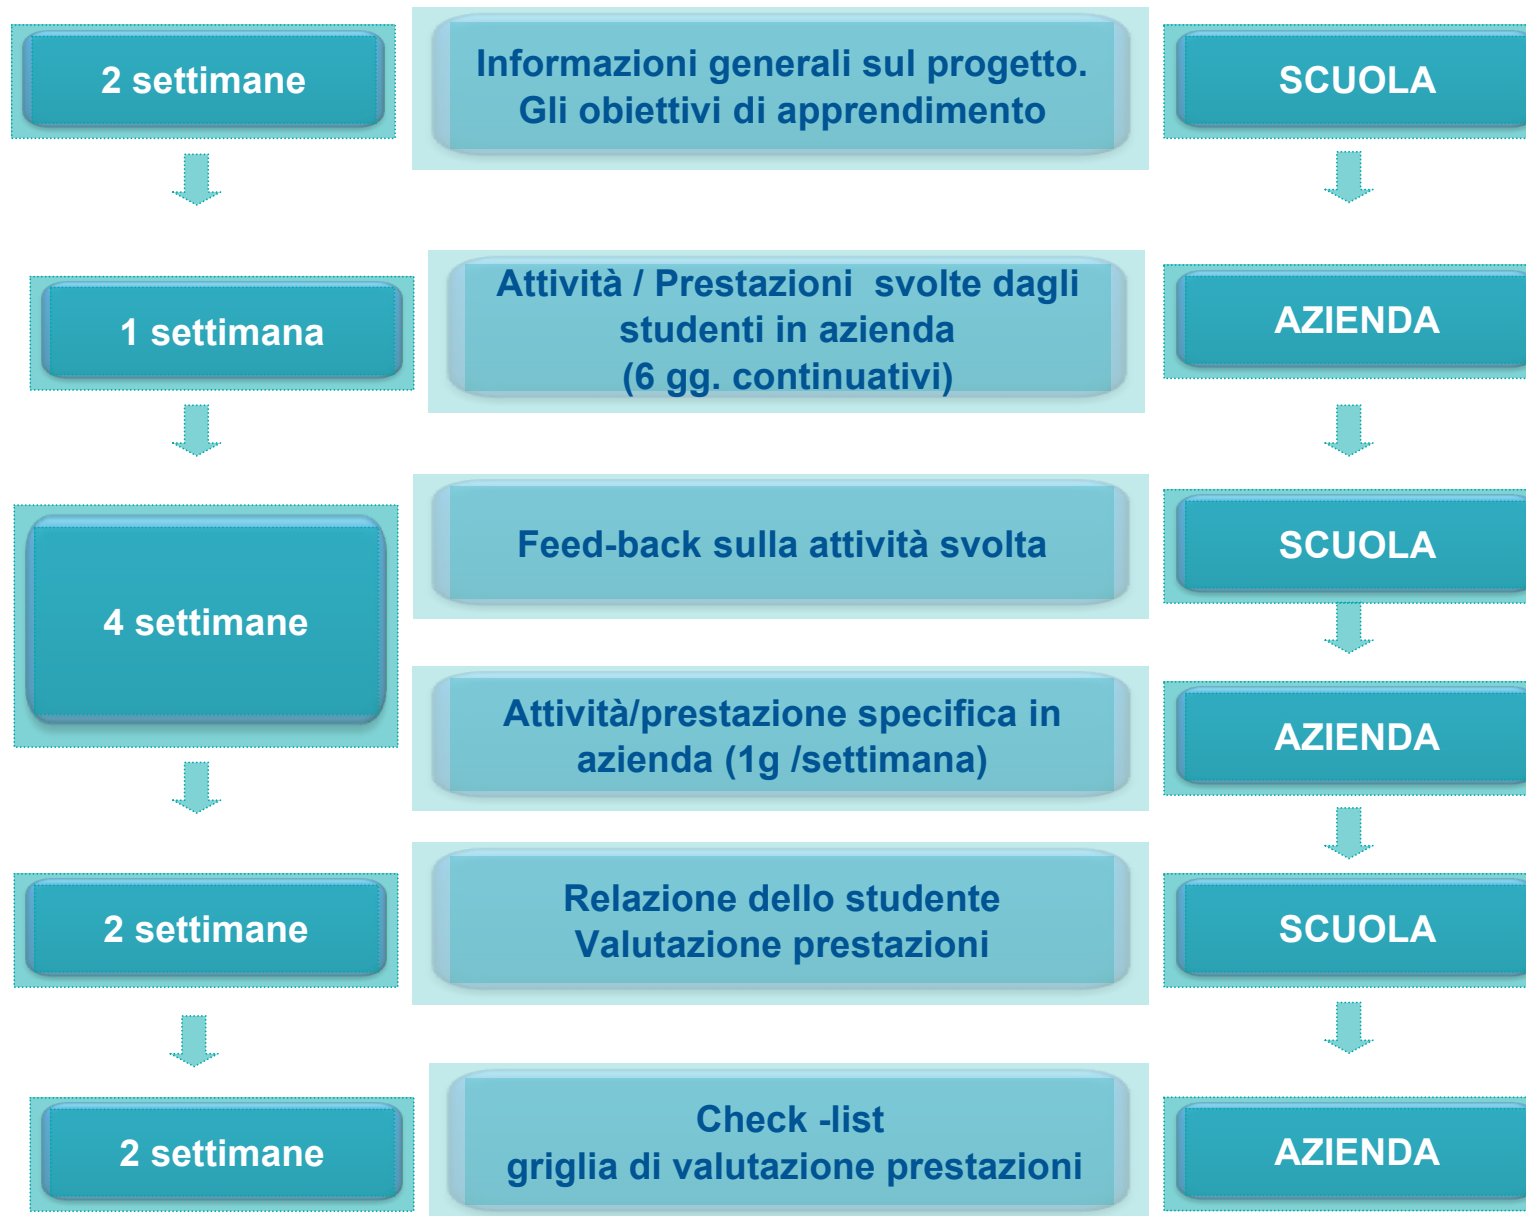 2 settimane
Informazioni generali sul progetto.
Gli obiettivi di apprendimento
SCUOLA
1 settimana
Attività / Prestazioni  svolte dagli
studenti in azienda
(6 gg. continuativi)
AZIENDA
4 settimane
Feed-back sulla attività svolta
SCUOLA
Attività/prestazione specifica in
azienda (1g /settimana)
AZIENDA
2 settimane
Relazione dello studente
Valutazione prestazioni
SCUOLA
2 settimane
Check -list
griglia di valutazione prestazioni
AZIENDA